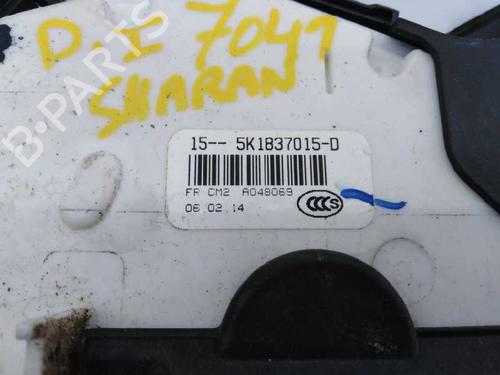 D.I 7041
SHARAN
15-- 5K1837015-D
FR CM2 A048069
06.02.14
CCC S
B-PARTS